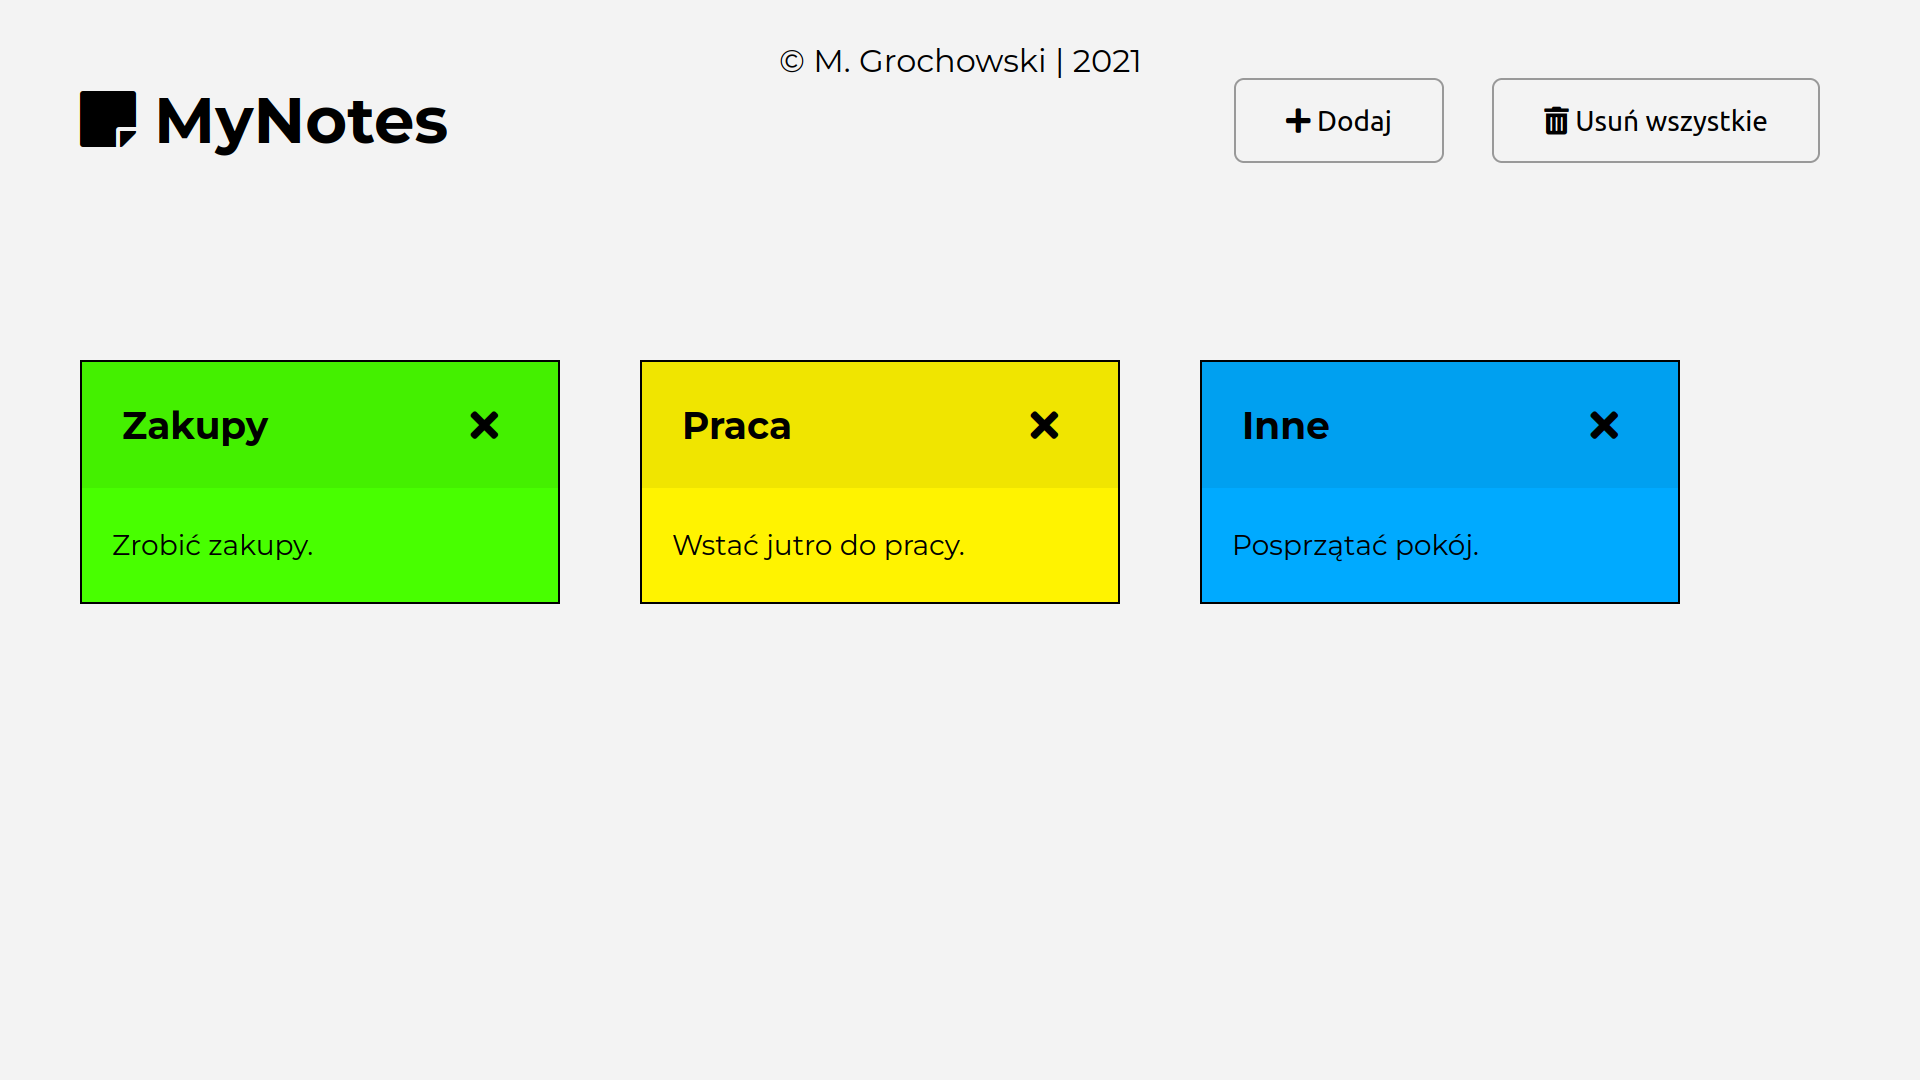 © M. Grochowski | 2021
MyNotes
Dodaj
Usuń wszystkie
Zakupy
Zrobić zakupy.
Praca
Wstać jutro do pracy.
Inne
Posprzątać pokój.